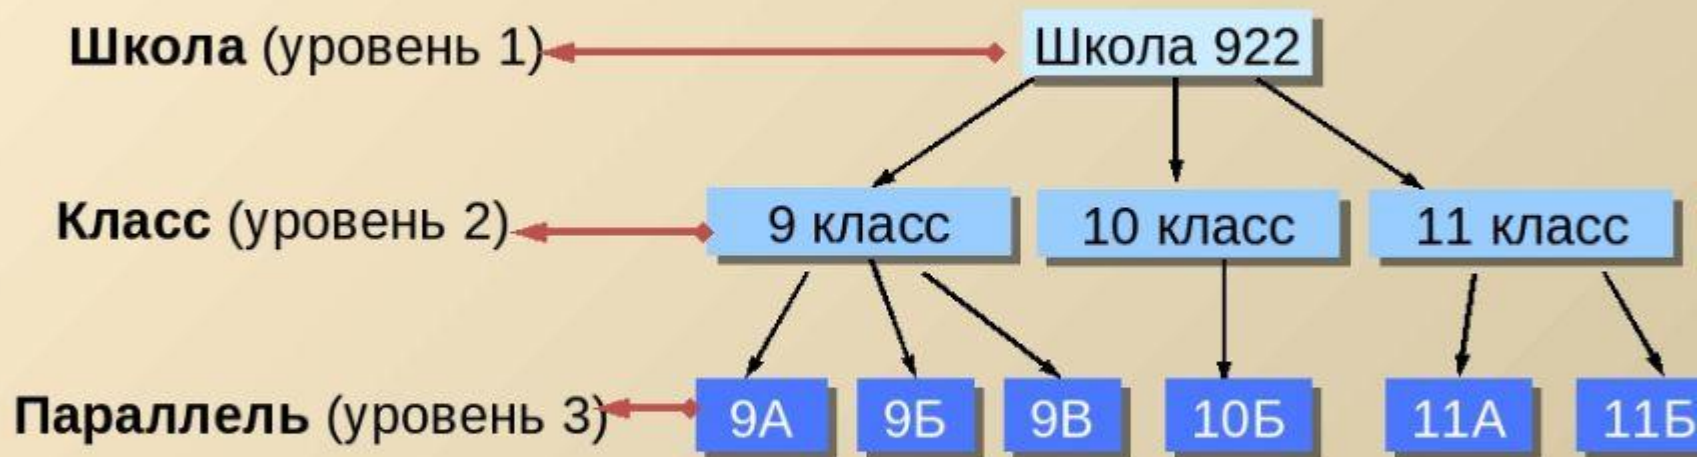 Школа (уровень 1) Школа 922
Класс (уровень 2) 9 класс 10 класс 11 класс
Параллель (уровень 3) 9А 9Б 9В 10Б 11А 11Б